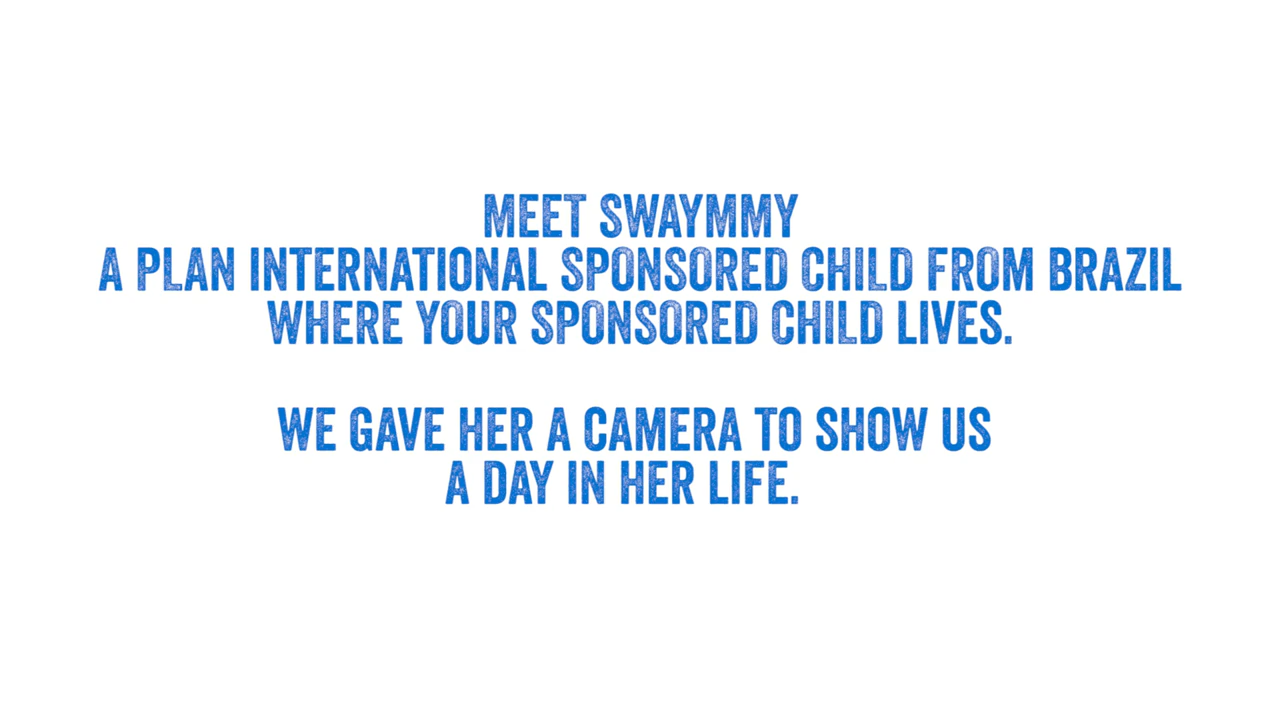 MEET SWAYMMY
A PLAN INTERNATIONAL SPONSORED CHILD FROM BRAZIL
WHERE YOUR SPONSORED CHILD LIVES.
WE GAVE HER A CAMERA TO SHOW US
A DAY IN HER LIFE.